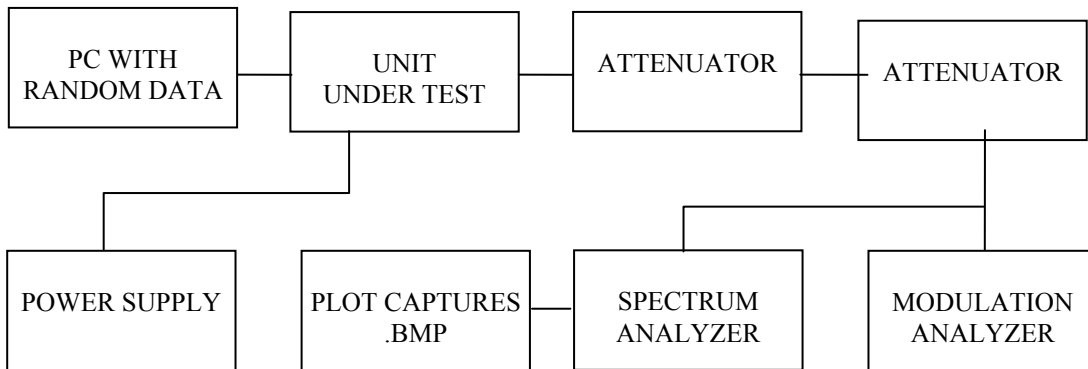 PC WITH
RANDOM DATA
UNIT
UNDER TEST
ATTENUATOR
ATTENUATOR
POWER SUPPLY
PLOT CAPTURES
.BMP
SPECTRUM
ANALYZER
MODULATION
ANALYZER